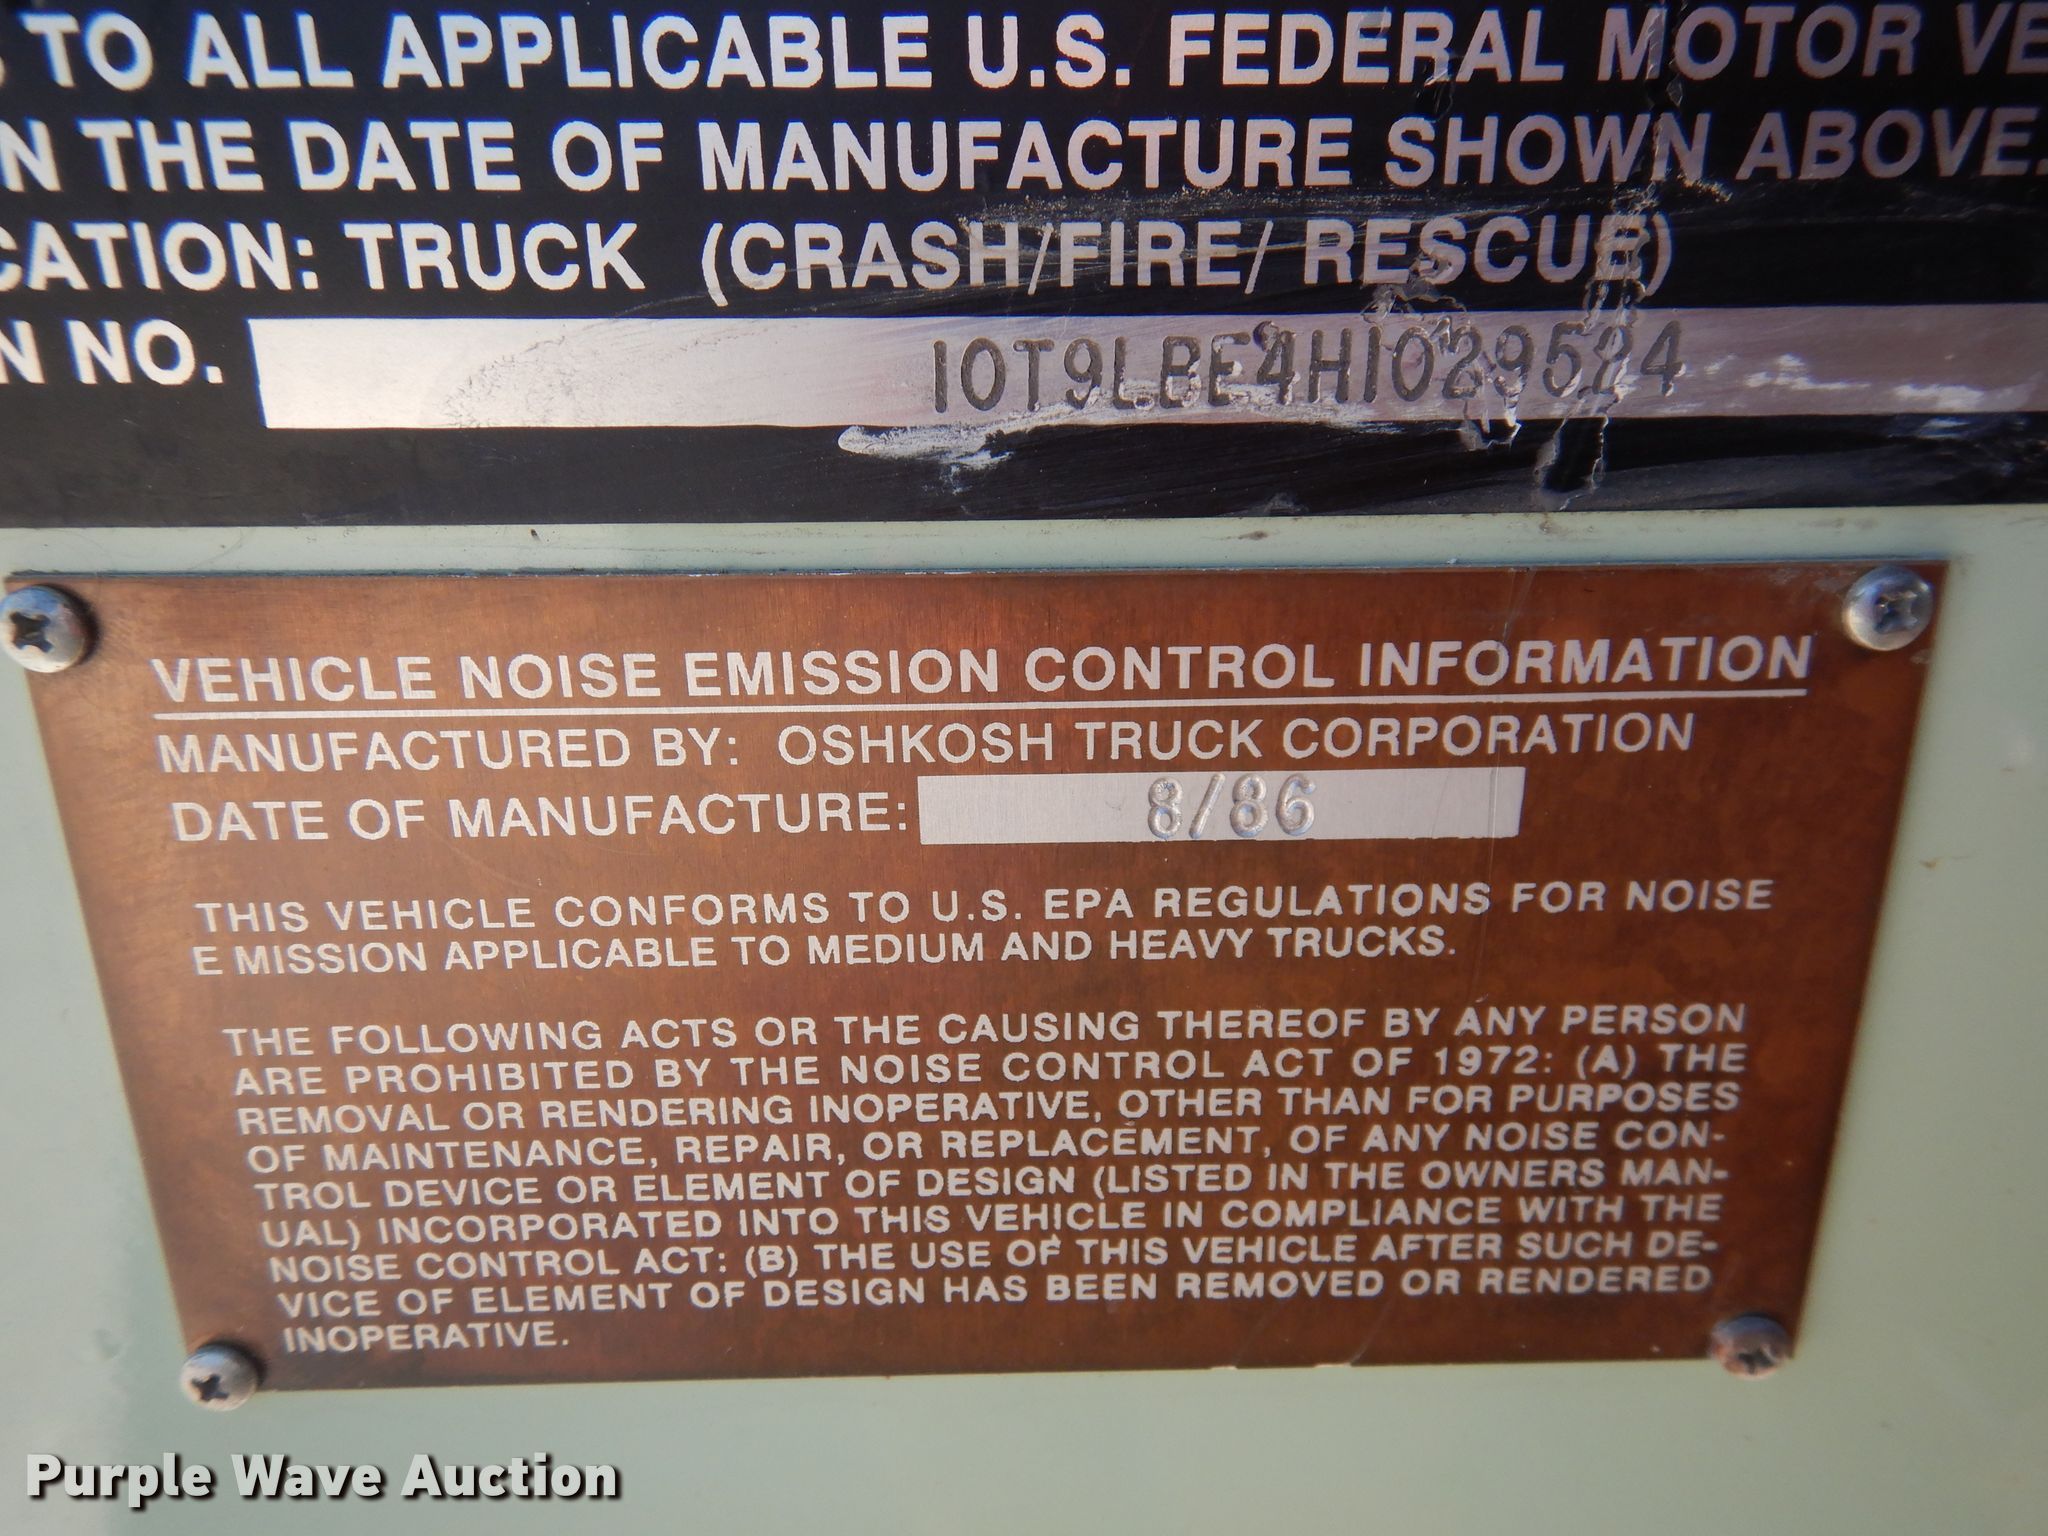 TO ALL APPLICABLE U.S. FEDERAL MOTOR VE
N THE DATE OF MANUFACTURE SHOWN ABOVE.
CATION: TRUCK (CRASH/FIRE/ RESCUE)
N NO. 10T9LBE4H1029524
VEHICLE NOISE EMISSION CONTROL INFORMATION
MANUFACTURED BY: OSHKOSH TRUCK CORPORATION
DATE OF MANUFACTURE: 8/86
THIS VEHICLE CONFORMS TO U.S. EPA REGULATIONS FOR NOISE
E MISSION APPLICABLE TO MEDIUM AND HEAVY TRUCKS.
THE FOLLOWING ACTS OR THE CAUSING THEREOF BY ANY PERSON
ARE PROHIBITED BY THE NOISE CONTROL ACT OF 1972: (A) THE
REMOVAL OR RENDERING INOPERATIVE, OTHER THAN FOR PURPOSES
OF MAINTENANCE, REPAIR, OR REPLACEMENT, OF ANY NOISE CON-
TROL DEVICE OR ELEMENT OF DESIGN (LISTED IN THE OWNERS MAN-
UAL) INCORPORATED INTO THIS VEHICLE IN COMPLIANCE WITH THE
NOISE CONTROL ACT: (B) THE USE OF THIS VEHICLE AFTER SUCH DE-
VICE OF ELEMENT OF DESIGN HAS BEEN REMOVED OR RENDERED
INOPERATIVE.
Purple Wave Auction